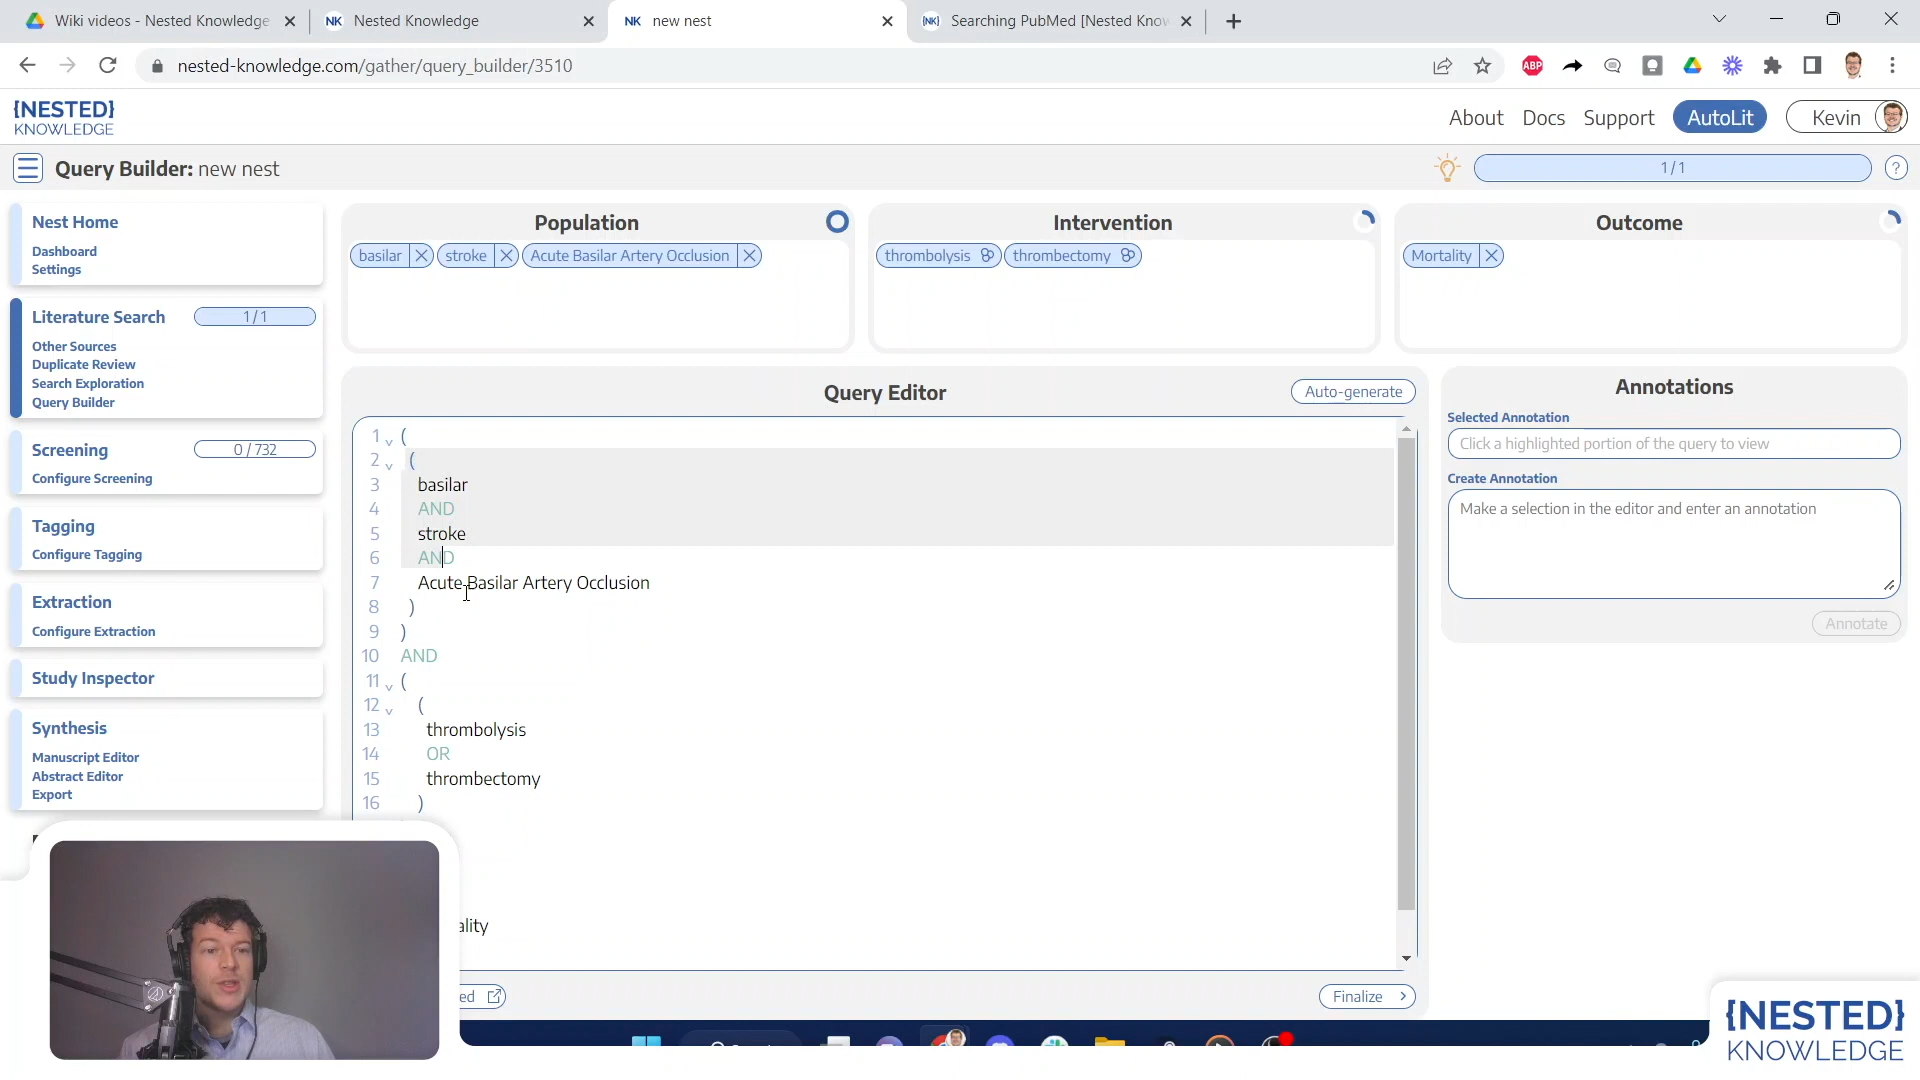 Wiki videos - Nested Knowledge
NK Nested Knowledge
NK new nest
{NK} Searching PubMed [Nested Know
nested-knowledge.com/gather/query_builder/3510
ABP
{NESTED}
KNOWLEDGE
About Docs Support AutoLit Kevin
Query Builder: new nest
1 / 1
?
Nest Home
Dashboard
Settings
Literature Search 1 / 1
Other Sources
Duplicate Review
Search Exploration
Query Builder
Screening 0 / 732
Configure Screening
Tagging
Configure Tagging
Extraction
Configure Extraction
Study Inspector
Synthesis
Manuscript Editor
Abstract Editor
Export
Population
basilar stroke Acute Basilar Artery Occlusion
Intervention
thrombolysis thrombectomy
Outcome
Mortality
Query Editor
Auto-generate
1 (
2 (
3 basilar
4 AND
5 stroke
6 AND
7 Acute Basilar Artery Occlusion
8 )
9 )
10 AND
11 (
12 (
13 thrombolysis
14 OR
15 thrombectomy
16 )
ality
ed
Finalize
Annotations
Selected Annotation
Click a highlighted portion of the query to view
Create Annotation
Make a selection in the editor and enter an annotation
Annotate
{NESTED}
KNOWLEDGE